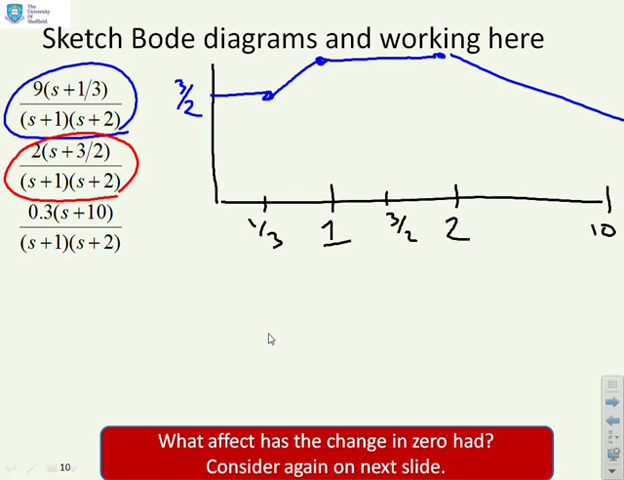 The
University
Of
Sheffield.
Sketch Bode diagrams and working here
9(s+1/3)
(s+1)(s+2)
2(s+3/2)
(s+1)(s+2)
0.3(s+10)
(s+1)(s+2)
3/2
1/3 1 3/2 2 10
What affect has the change in zero had?
Consider again on next slide.
10